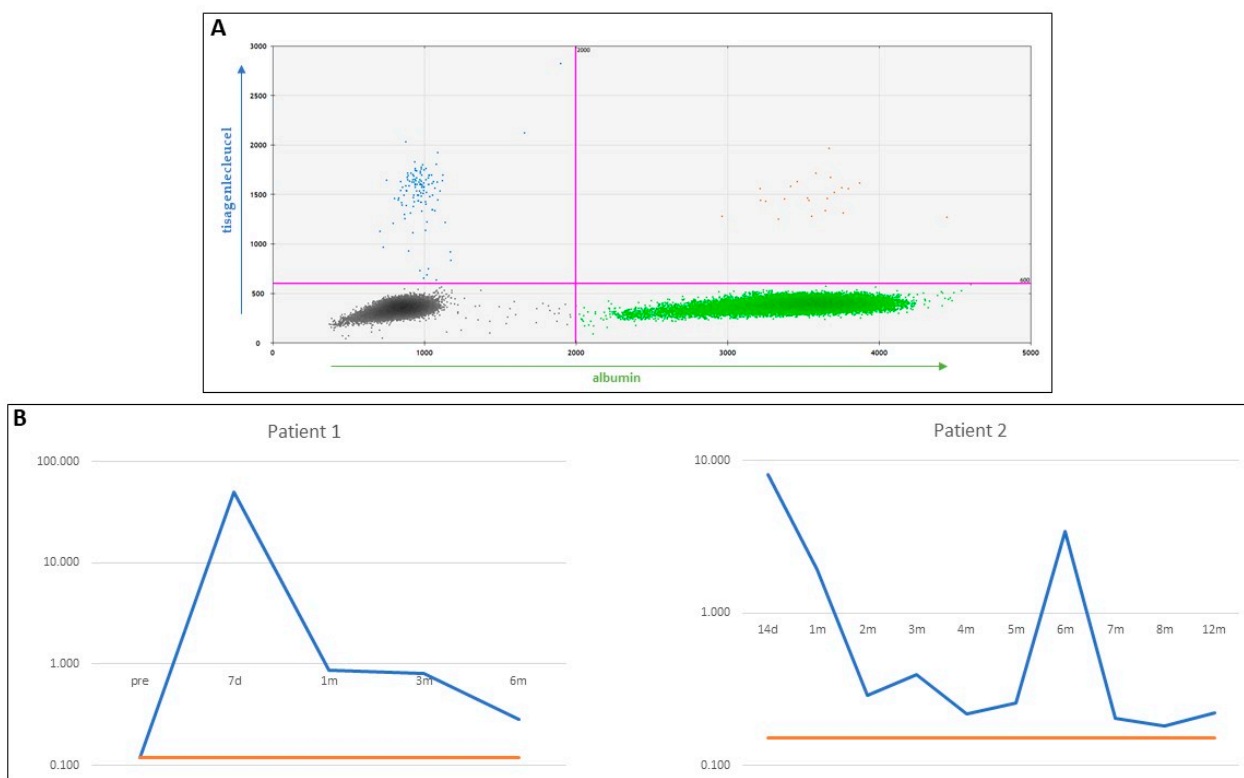 A
3000
2500
2000
1500
1000
500
0
2000
600
tisagenlecleucel
0 1000 2000 3000 4000 5000
albumin
B
Patient 1
100.000
10.000
1.000
0.100
pre 7d 1m 3m 6m
Patient 2
10.000
1.000
0.100
14d 1m 2m 3m 4m 5m 6m 7m 8m 12m